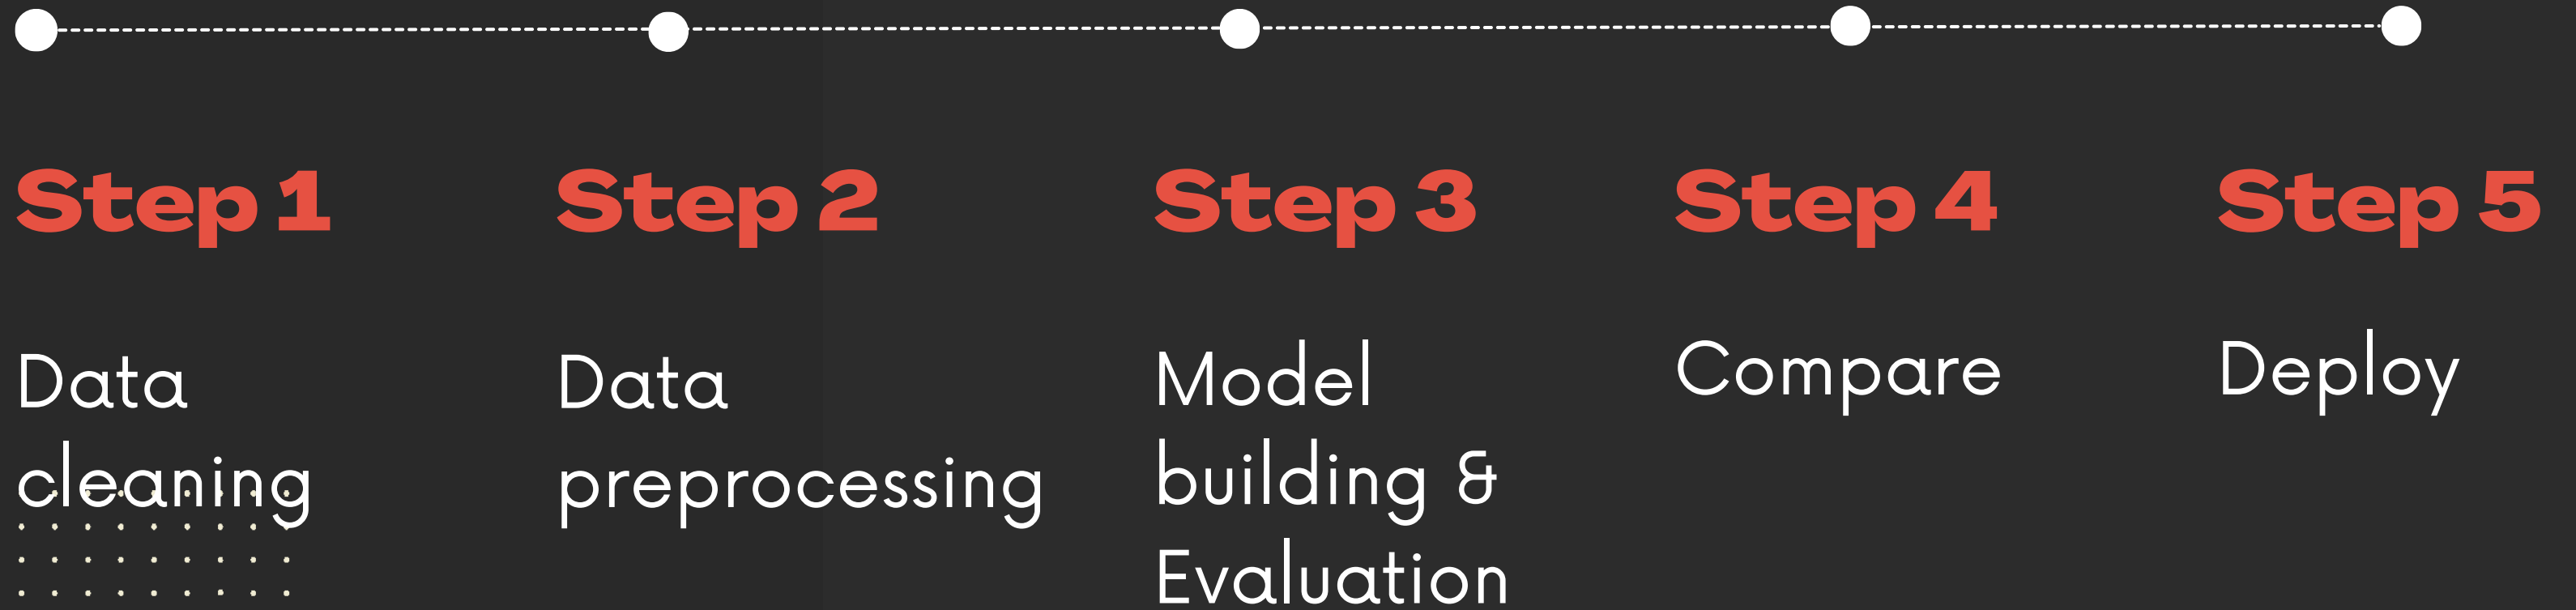 Step 1
Data
cleaning
Step 2
Data
preprocessing
Step 3
Model
building &
Evaluation
Step 4
Compare
Step 5
Deploy